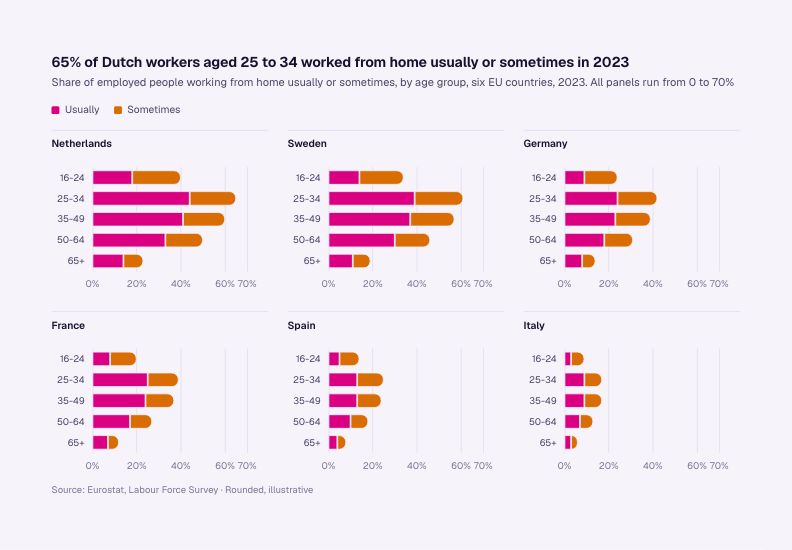 65% of Dutch workers aged 25 to 34 worked from home usually or sometimes in 2023
Share of employed people working from home usually or sometimes, by age group, six EU countries, 2023. All panels run from 0 to 70%
Usually Sometimes
Netherlands
16-24
25-34
35-49
50-64
65+
0% 20% 40% 60% 70%
Sweden
16-24
25-34
35-49
50-64
65+
0% 20% 40% 60% 70%
Germany
16-24
25-34
35-49
50-64
65+
0% 20% 40% 60% 70%
France
16-24
25-34
35-49
50-64
65+
0% 20% 40% 60% 70%
Spain
16-24
25-34
35-49
50-64
65+
0% 20% 40% 60% 70%
Italy
16-24
25-34
35-49
50-64
65+
0% 20% 40% 60% 70%
Source: Eurostat, Labour Force Survey · Rounded, illustrative